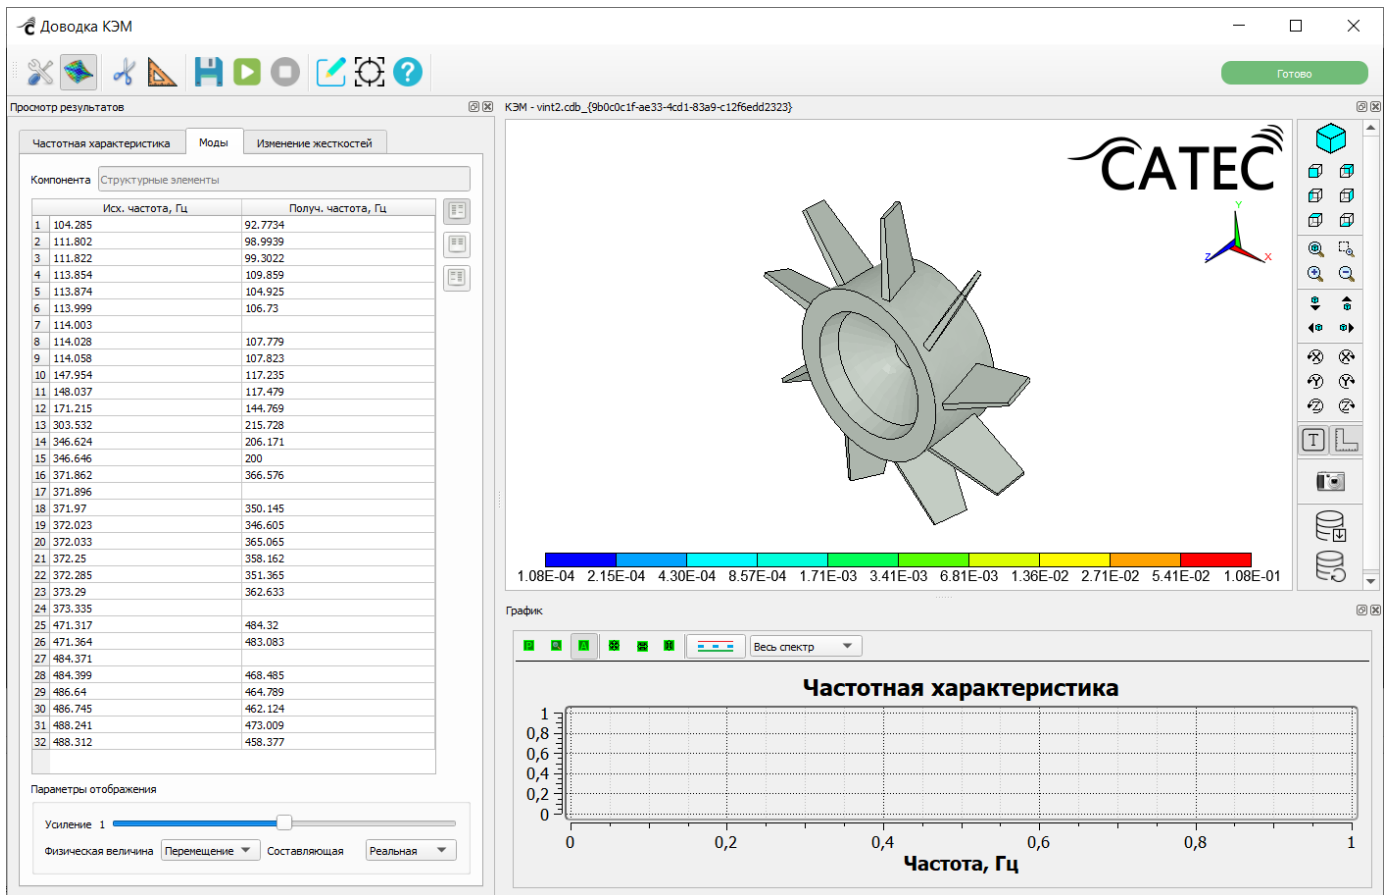 Доводка КЭМ
Готово
Просмотр результатов
Частотная характеристика Моды Изменение жесткостей
Компонента Структурные элементы
Исх. частота, Гц Получ. частота, Гц
1 104.285 92.7734
2 111.802 98.9939
3 111.822 99.3022
4 113.854 109.859
5 113.874 104.925
6 113.999 106.73
7 114.003
8 114.028 107.779
9 114.058 107.823
10 147.954 117.235
11 148.037 117.479
12 171.215 144.769
13 303.532 215.728
14 346.624 206.171
15 346.646 200
16 371.862 366.576
17 371.896
18 371.97 350.145
19 372.023 346.605
20 372.033 365.065
21 372.25 358.162
22 372.285 351.365
23 373.29 362.633
24 373.335
25 471.317 484.32
26 471.364 483.083
27 484.371
28 484.399 468.485
29 486.64 464.789
30 486.745 462.124
31 488.241 473.009
32 488.312 458.377
Параметры отображения
Усиление 1
Физическая величина Перемещение Составляющая Реальная
КЭМ - vint2.cdb_{9b0c0c1f-ae33-4cd1-83a9-c12f6edd2323}
CATEC
Y
Z X
1.08E-04 2.15E-04 4.30E-04 8.57E-04 1.71E-03 3.41E-03 6.81E-03 1.36E-02 2.71E-02 5.41E-02 1.08E-01
X X
Y Y
Z Z
T
График
P A Весь спектр
Частотная характеристика
1
0,8
0,6
0,4
0,2
0
0 0,2 0,4 0,6 0,8 1
Частота, Гц